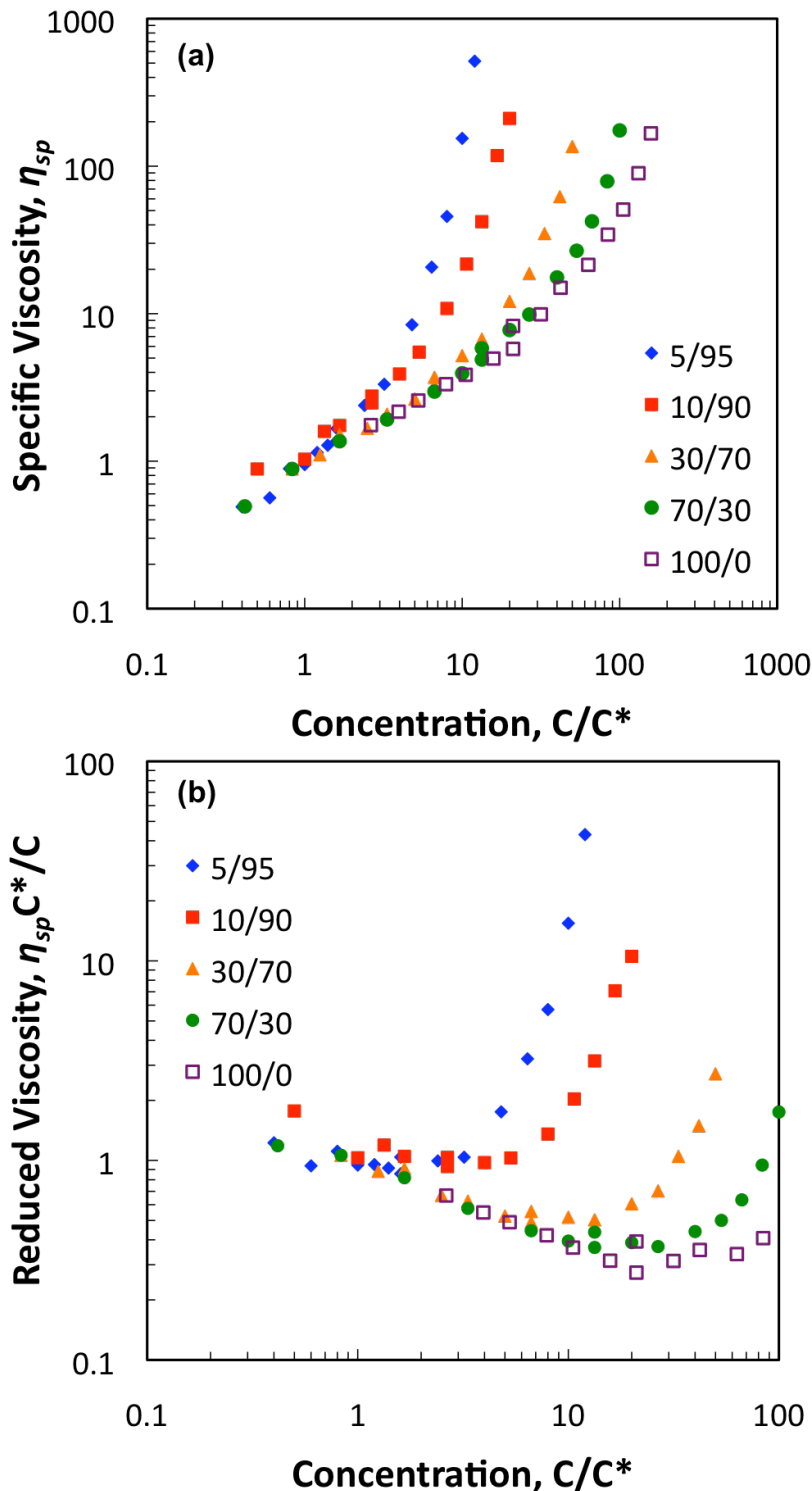 (a)
1000
100
10
1
0.1
Specific Viscosity, ηsp
5/95
10/90
30/70
70/30
100/0
0.1 1 10 100 1000
Concentration, C/C*
(b)
100
10
1
0.1
Reduced Viscosity, ηspC*/C
5/95
10/90
30/70
70/30
100/0
0.1 1 10 100
Concentration, C/C*